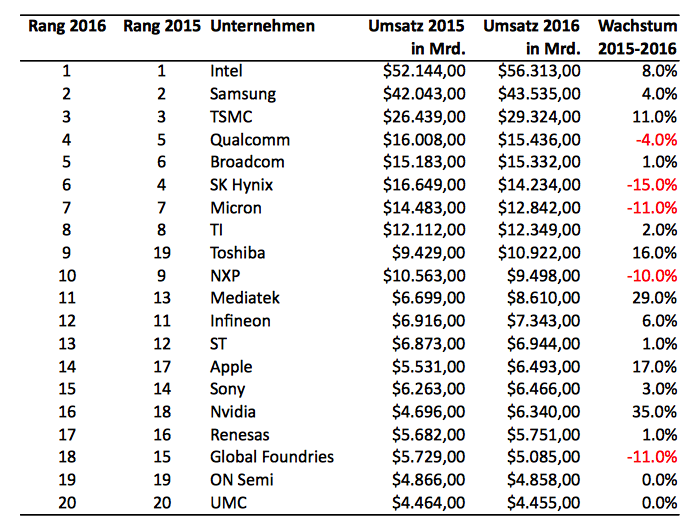 Rang 2016 Rang 2015 Unternehmen Umsatz 2015 Umsatz 2016 Wachstum
in Mrd. in Mrd. 2015-2016
1 1 Intel $52.144,00 $56.313,00 8.0%
2 2 Samsung $42.043,00 $43.535,00 4.0%
3 3 TSMC $26.439,00 $29.324,00 11.0%
4 5 Qualcomm $16.008,00 $15.436,00 -4.0%
5 6 Broadcom $15.183,00 $15.332,00 1.0%
6 4 SK Hynix $16.649,00 $14.234,00 -15.0%
7 7 Micron $14.483,00 $12.842,00 -11.0%
8 8 TI $12.112,00 $12.349,00 2.0%
9 19 Toshiba $9.429,00 $10.922,00 16.0%
10 9 NXP $10.563,00 $9.498,00 -10.0%
11 13 Mediatek $6.699,00 $8.610,00 29.0%
12 11 Infineon $6.916,00 $7.343,00 6.0%
13 12 ST $6.873,00 $6.944,00 1.0%
14 17 Apple $5.531,00 $6.493,00 17.0%
15 14 Sony $6.263,00 $6.466,00 3.0%
16 18 Nvidia $4.696,00 $6.340,00 35.0%
17 16 Renesas $5.682,00 $5.751,00 1.0%
18 15 Global Foundries $5.729,00 $5.085,00 -11.0%
19 19 ON Semi $4.866,00 $4.858,00 0.0%
20 20 UMC $4.464,00 $4.455,00 0.0%